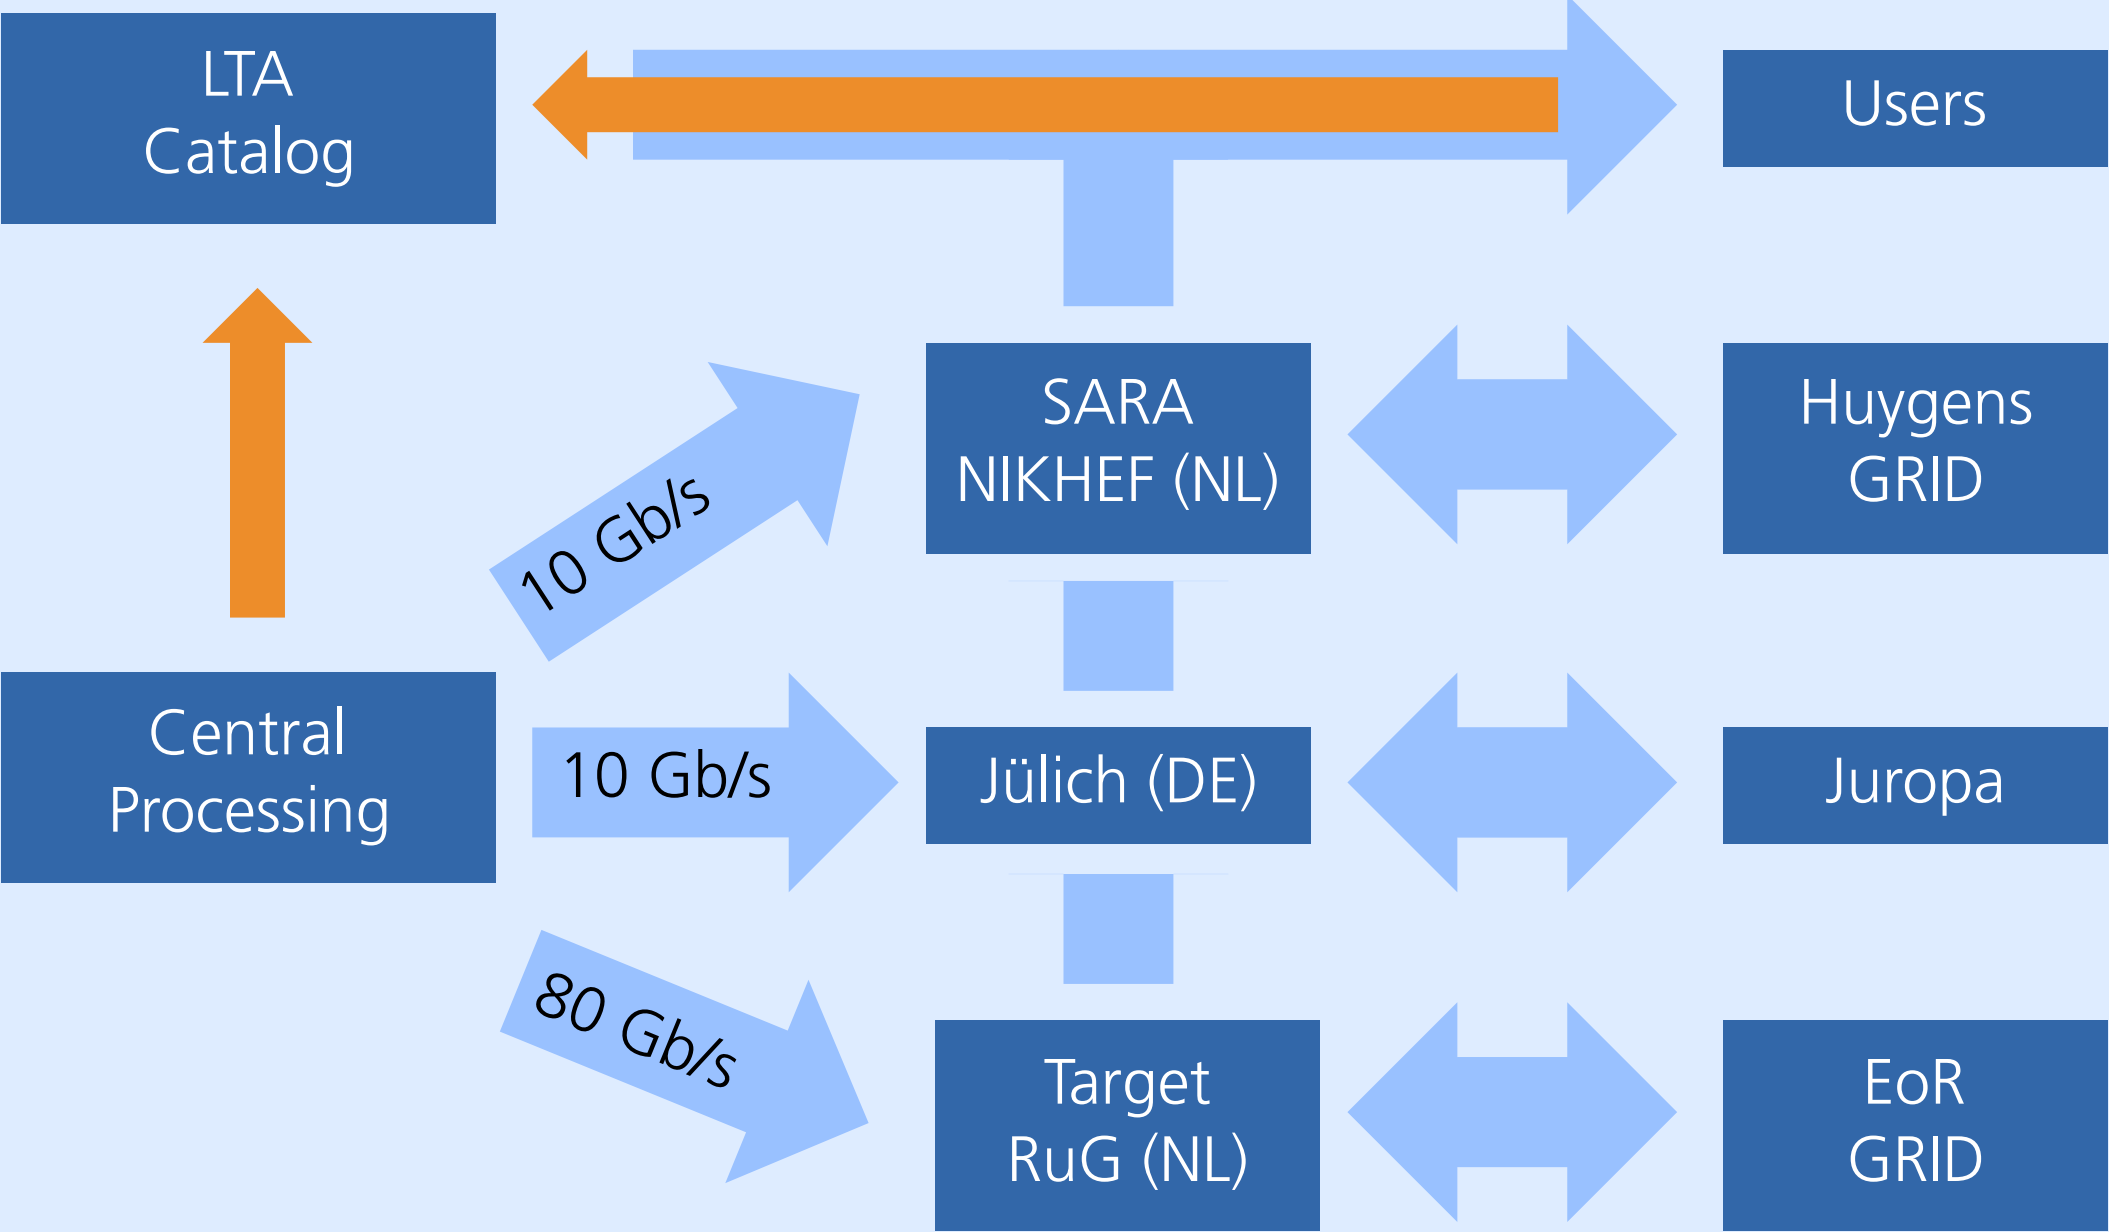 LTA
Catalog
Users
10 Gb/s
SARA
NIKHEF (NL)
Huygens
GRID
Central
Processing
10 Gb/s
Jülich (DE)
Juropa
80 Gb/s
Target
RuG (NL)
EoR
GRID